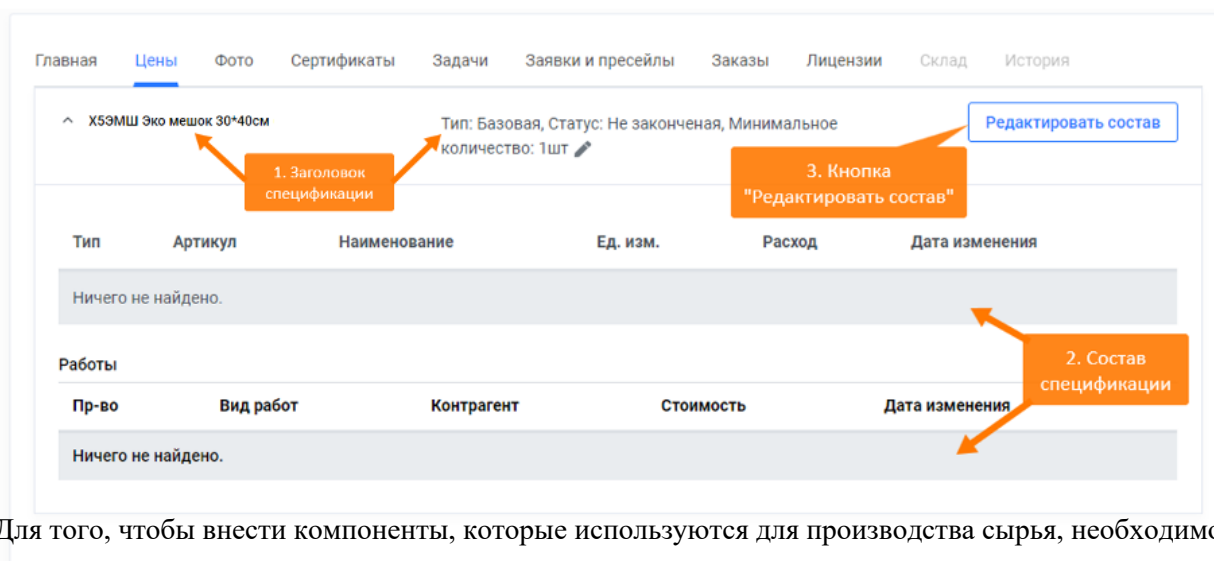 Главная Цены Фото Сертификаты Задачи Заявки и пресейлы Заказы Лицензии Склад История
Х5ЭМШ Эко мешок 30*40см
Тип: Базовая, Статус: Не законченая, Минимальное
количество: 1шт
Редактировать состав
1. Заголовок
спецификации
3. Кнопка
"Редактировать состав"
Тип Артикул Наименование Ед. изм. Расход Дата изменения
Ничего не найдено.
2. Состав
спецификации
Работы
Пр-во Вид работ Контрагент Стоимость Дата изменения
Ничего не найдено.
Для того, чтобы внести компоненты, которые используются для производства сырья, необходимо